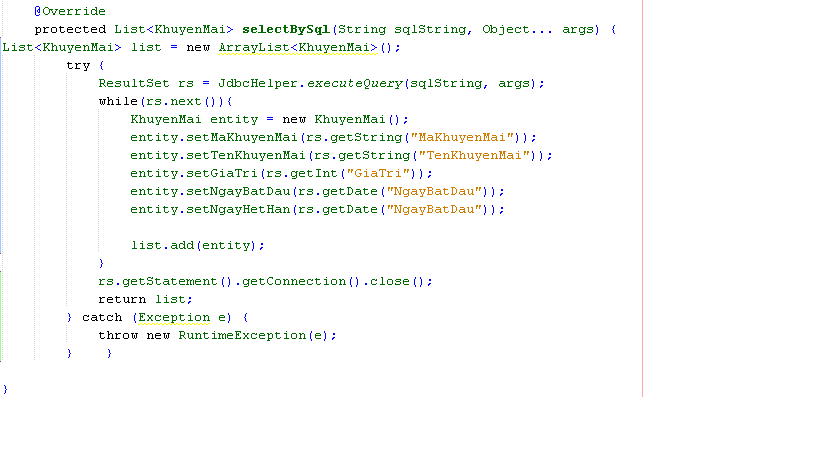 @Override
protected List<KhuyenMai> selectBySql(String sqlString, Object... args) {
List<KhuyenMai> list = new ArrayList<KhuyenMai>();
try {
ResultSet rs = JdbcHelper.executeQuery(sqlString, args);
while(rs.next()){
KhuyenMai entity = new KhuyenMai();
entity.setMaKhuyenMai(rs.getString("MaKhuyenMai"));
entity.setTenKhuyenMai(rs.getString("TenKhuyenMai"));
entity.setGiaTri(rs.getInt("GiaTri"));
entity.setNgayBatDau(rs.getDate("NgayBatDau"));
entity.setNgayHetHan(rs.getDate("NgayBatDau"));
list.add(entity);
}
rs.getStatement().getConnection().close();
return list;
} catch (Exception e) {
throw new RuntimeException(e);
} }
}